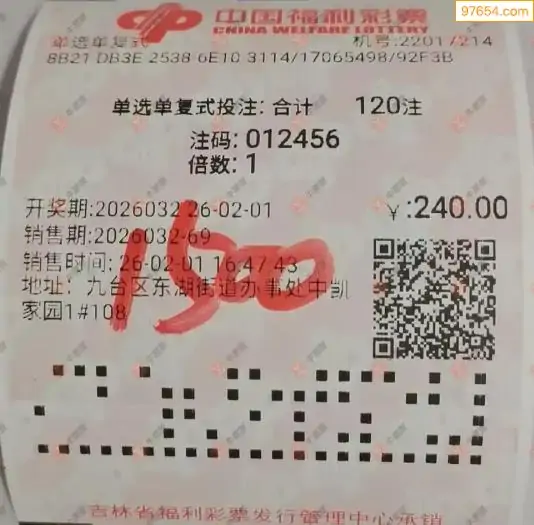 97654.com
中国福利彩票
CHINA WELFARE LOTTERY
单选单复式
机号:22017214
8B21 DB3E 2538 6E10 3114/17065498/92F3B
单选单复式投注: 合计 120注
注码: 012456
倍数: 1
开奖期:2026032 26-02-01
¥:240.00
销售期:2026032-69
销售时间: 26-02-01 16:47:43
地址: 九台区东湖街道办事处中凯
家园1#108
1500
吉林省福利彩票发行管理中心承销